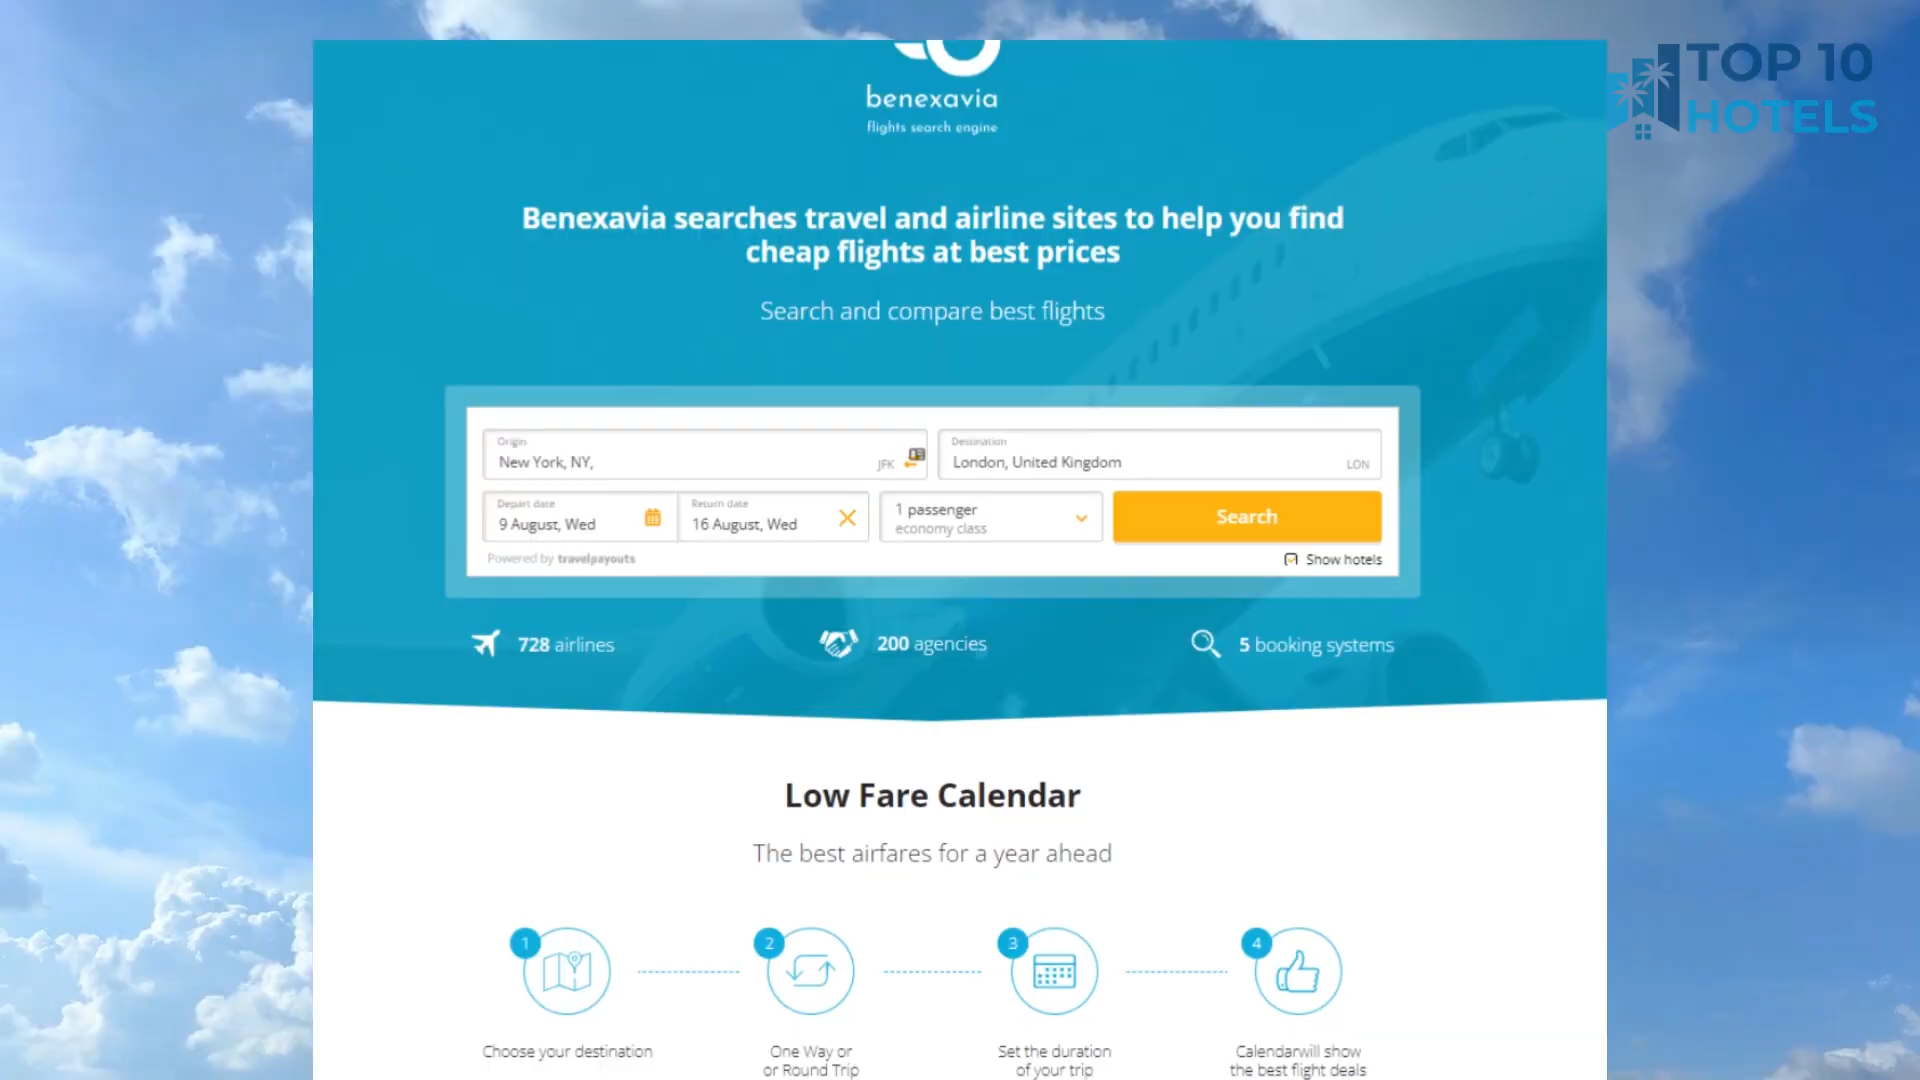 TOP 10
HOTELS
benexavia
flights search engine
Benexavia searches travel and airline sites to help you find
cheap flights at best prices
Search and compare best flights
Origin
New York, NY,
JFK
Destination
London, United Kingdom
LON
Depart date
9 August, Wed
Return date
16 August, Wed
1 passenger
economy class
Search
Powered by travelpayouts
Show hotels
728 airlines
200 agencies
5 booking systems
Low Fare Calendar
The best airfares for a year ahead
1
2
3
4
Choose your destination
One Way or
or Round Trip
Set the duration
of your trip
Calendarwill show
the best flight deals